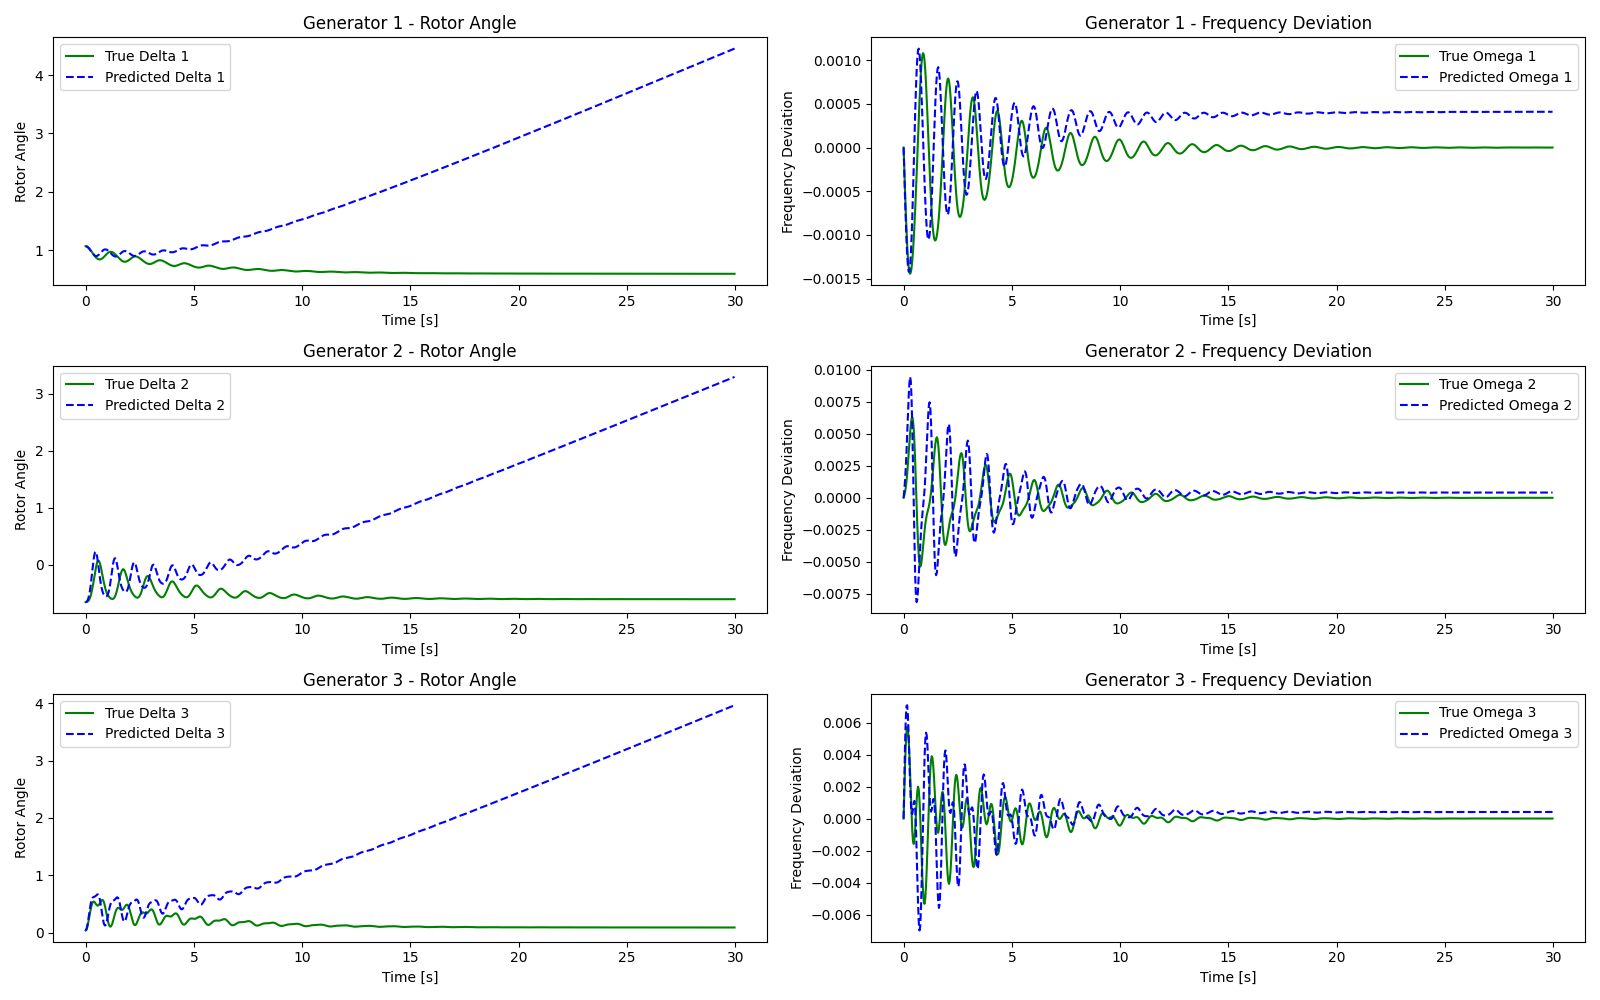 Generator 1 - Rotor Angle
True Delta 1
Predicted Delta 1
Rotor Angle
4
3
2
1
0
5
10
15
20
25
30
Time [s]
Generator 1 - Frequency Deviation
True Omega 1
Predicted Omega 1
Frequency Deviation
0.0010
0.0005
0.0000
−0.0005
−0.0010
−0.0015
0
5
10
15
20
25
30
Time [s]
Generator 2 - Rotor Angle
True Delta 2
Predicted Delta 2
Rotor Angle
3
2
1
0
0
5
10
15
20
25
30
Time [s]
Generator 2 - Frequency Deviation
True Omega 2
Predicted Omega 2
Frequency Deviation
0.0100
0.0075
0.0050
0.0025
0.0000
−0.0025
−0.0050
−0.0075
0
5
10
15
20
25
30
Time [s]
Generator 3 - Rotor Angle
True Delta 3
Predicted Delta 3
Rotor Angle
4
3
2
1
0
0
5
10
15
20
25
30
Time [s]
Generator 3 - Frequency Deviation
True Omega 3
Predicted Omega 3
Frequency Deviation
0.006
0.004
0.002
0.000
−0.002
−0.004
−0.006
0
5
10
15
20
25
30
Time [s]